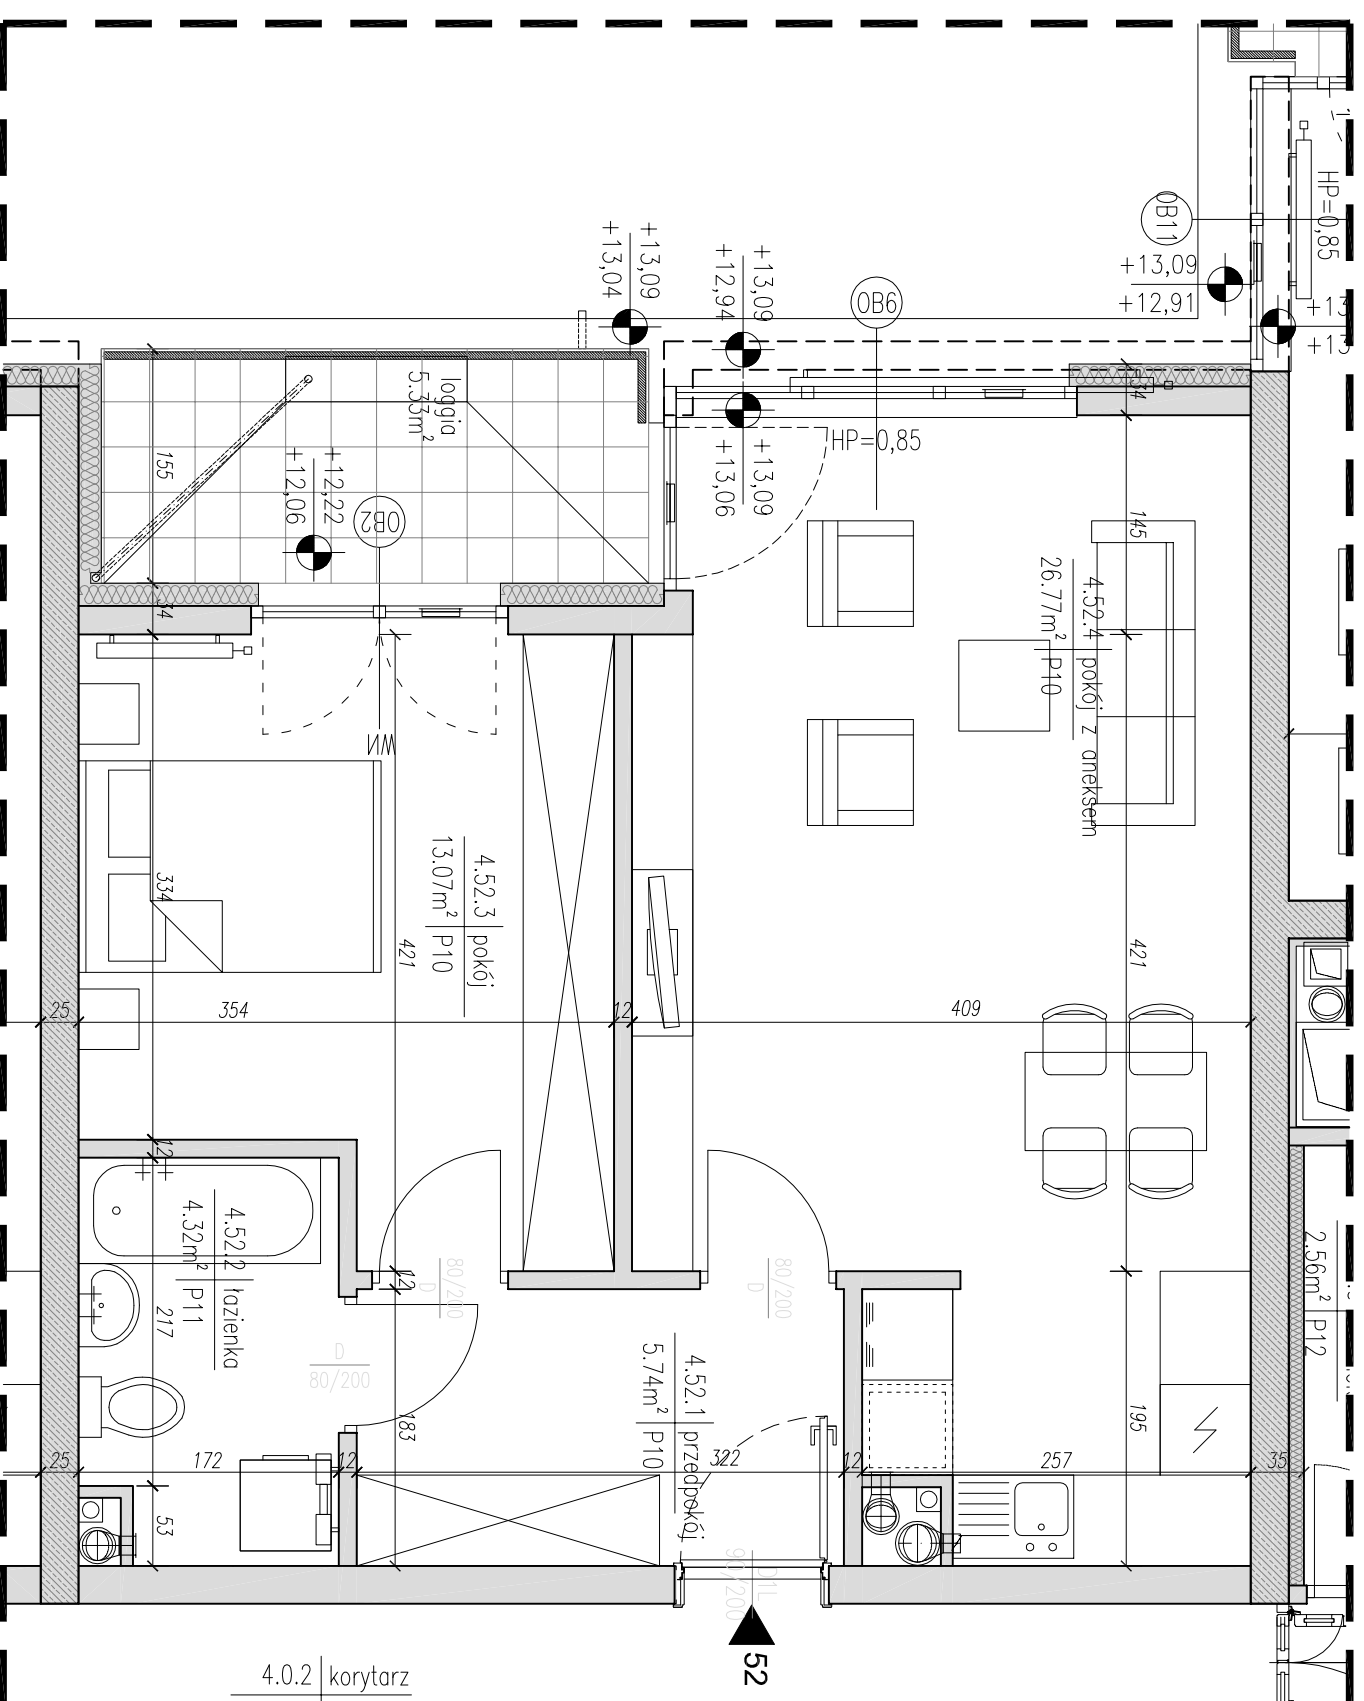 HP=0,85
OB11
+13,09
+12,91
+13
+13
+13,09
+13,04
+13,09
+12,94
OB6
loggia
5.33m²
+13,09
+13,06
HP=0,85
34
155
+12,22
+12,06
OB2
145
34
4.52.4 pokój z aneksem
26.77m² P10
WN
334
4.52.3 pokój
13.07m² P10
421
421
25
354
12
409
12
4.52.2 łazienka
4.32m² P11
217
12
80/200
D
80/200
D
D
80/200
2.56m² P12
4.52.1 przedpokój
5.74m² P10
183
195
25
172
12
322
12
257
35
53
D1L
90/200
52
4.0.2 korytarz